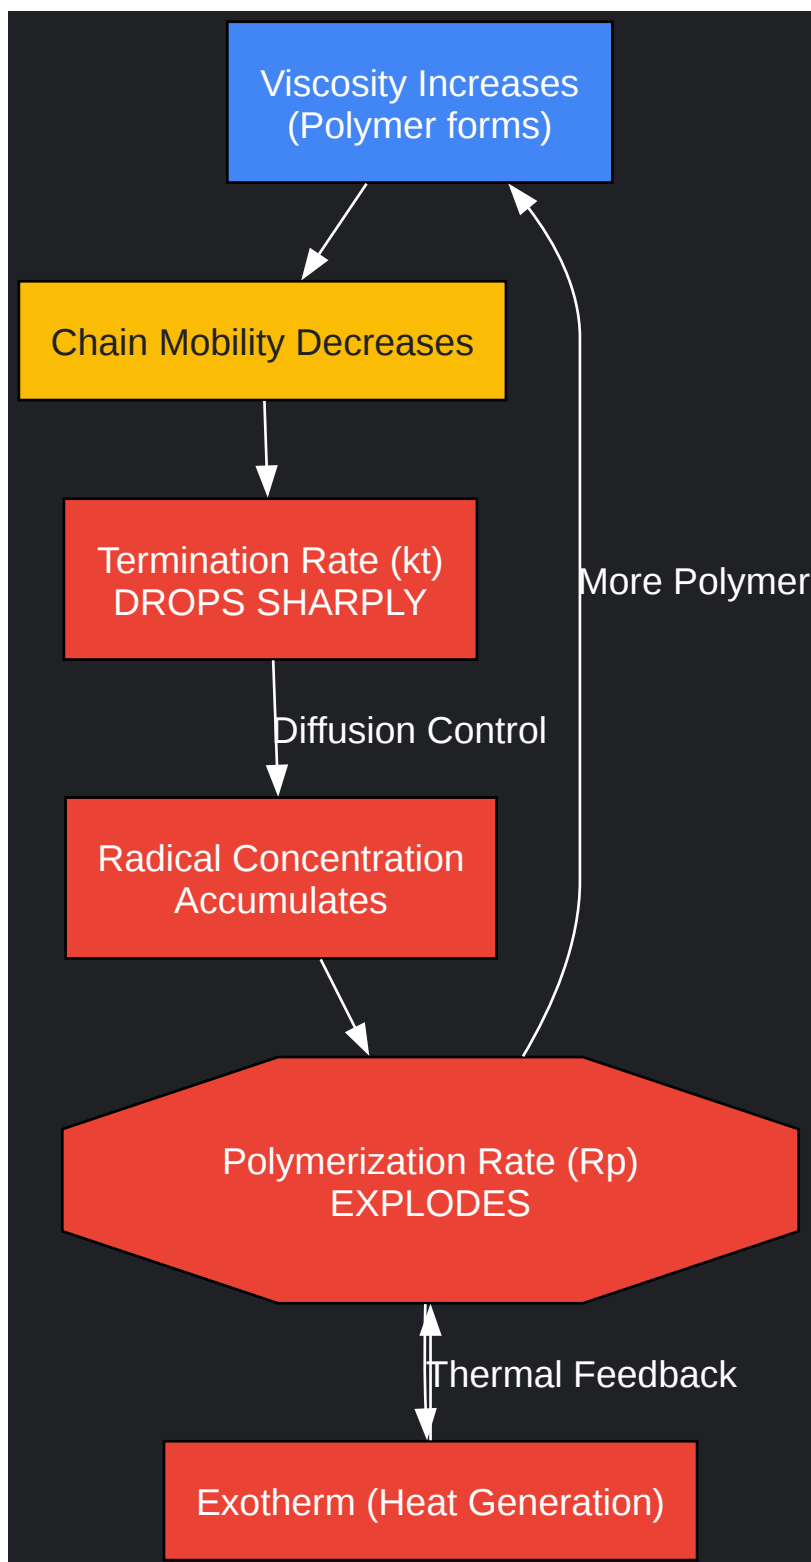 Viscosity Increases
(Polymer forms)
Chain Mobility Decreases
Termination Rate (kt)
DROPS SHARPLY
More Polymer
Diffusion Control
Radical Concentration
Accumulates
Polymerization Rate (Rp)
EXPLODES
Thermal Feedback
Exotherm (Heat Generation)